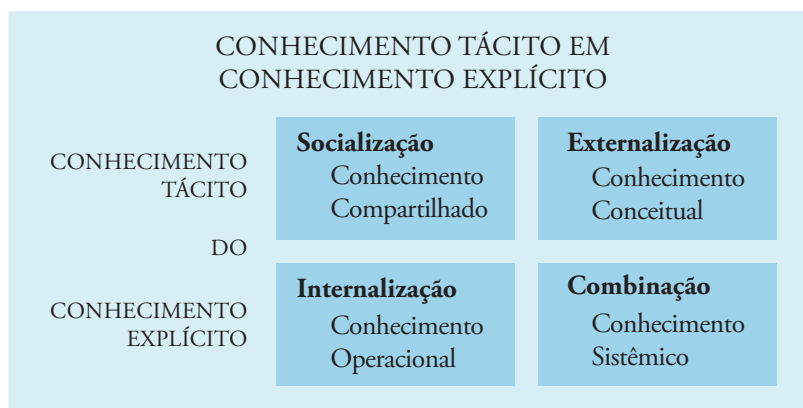 CONHECIMENTO TÁCITO EM
CONHECIMENTO EXPLÍCITO
CONHECIMENTO
TÁCITO
Socialização
Conhecimento
Compartilhado
Externalização
Conhecimento
Conceitual
DO
CONHECIMENTO
EXPLÍCITO
Internalização
Conhecimento
Operacional
Combinação
Conhecimento
Sistêmico